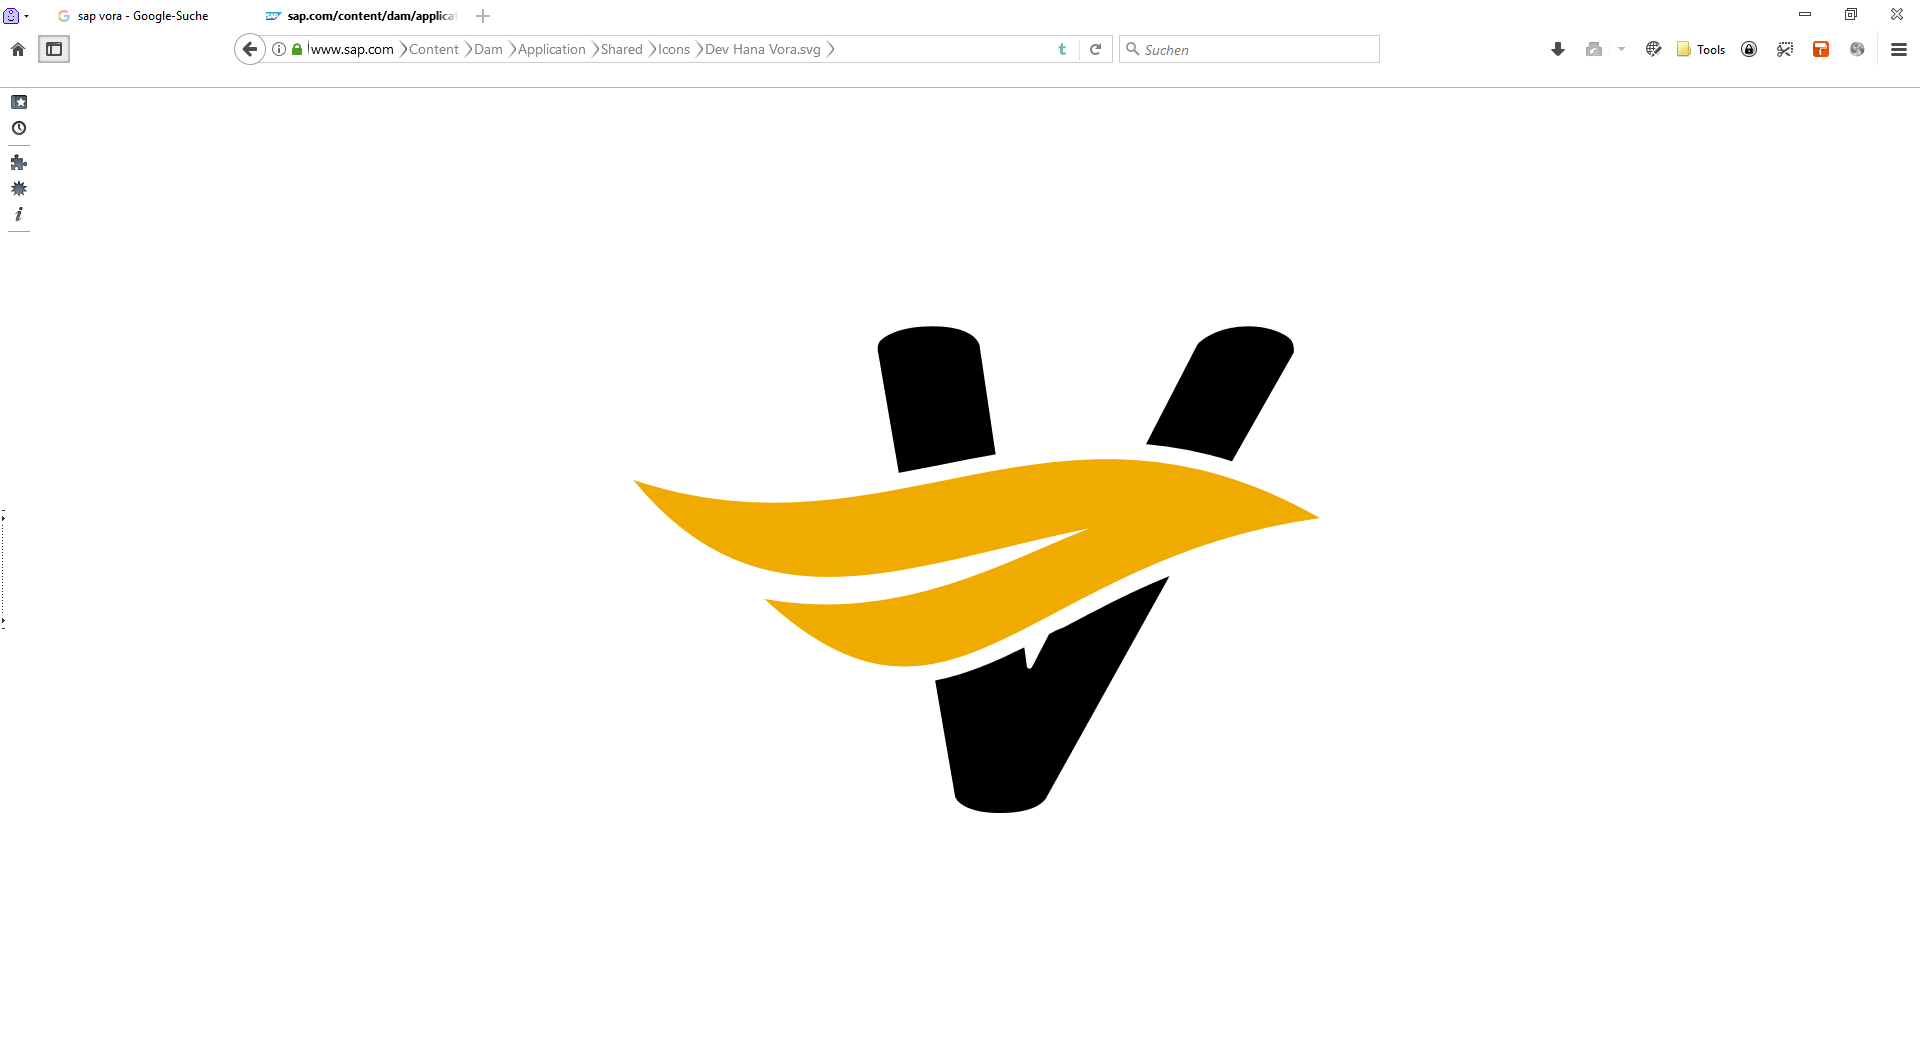 sap vora - Google-Suche
sap.com/content/dam/applicat
www.sap.com Content Dam Application Shared Icons Dev Hana Vora.svg
t
Suchen
Tools